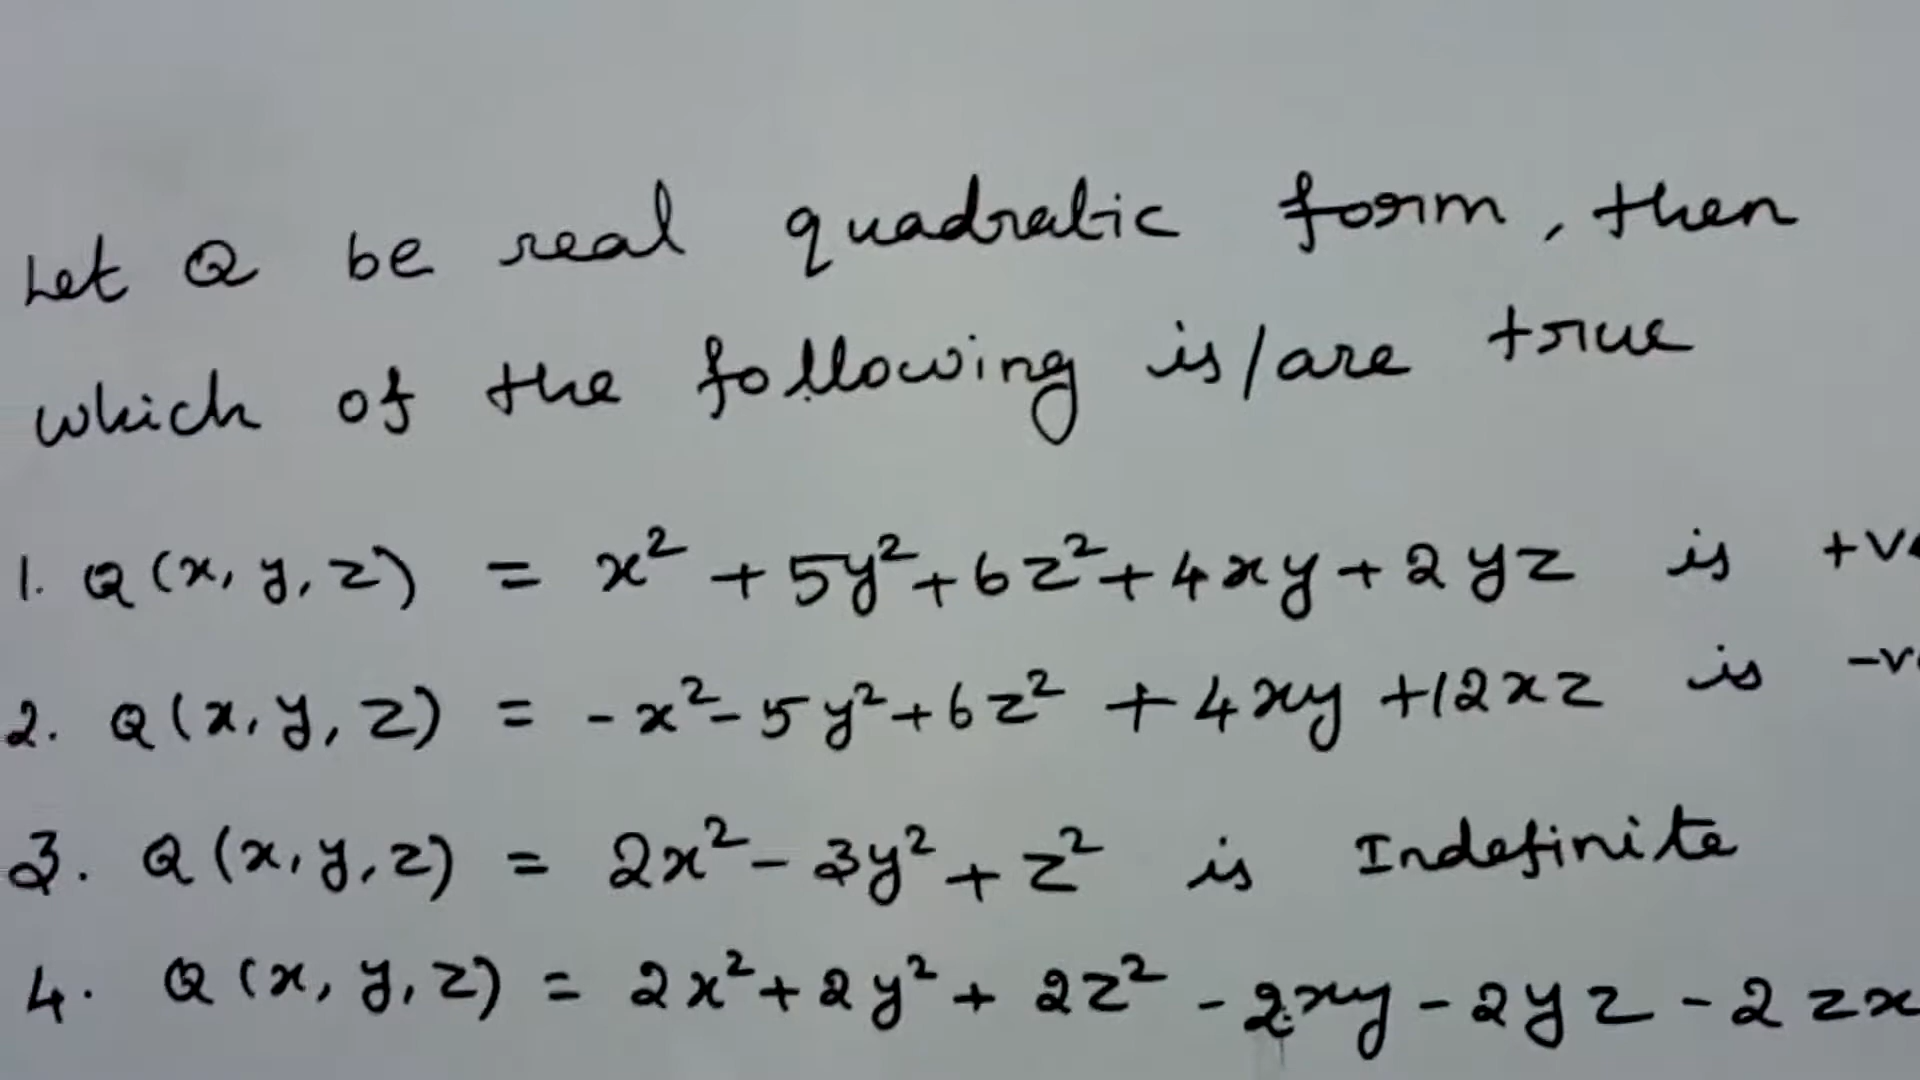 Let Q be real quadratic form, then
which of the following is/are true
1. Q(x, y, z) = x² + 5y² + 6z² + 4xy + 2yz is
2. Q(x, y, z) = -x² - 5y² + 6z² + 4xy + 12xz is
3. Q(x, y, z) = 2x² - 3y² + z² is Indefinite
4. Q(x, y, z) = 2x² + 2y² + 2z² - 2xy - 2yz - 2zx